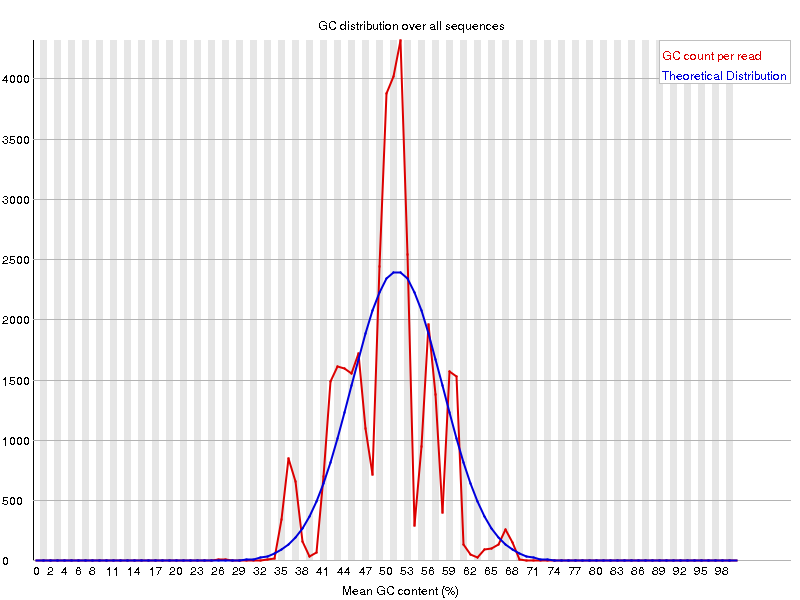 GC distribution over all sequences
GC count per read
Theoretical Distribution
4000
3500
3000
2500
2000
1500
1000
500
0
0 2 4 6 8 11 14 17 20 23 26 29 32 35 38 41 44 47 50 53 56 59 62 65 68 71 74 77 80 83 86 89 92 95 98
Mean GC content (%)